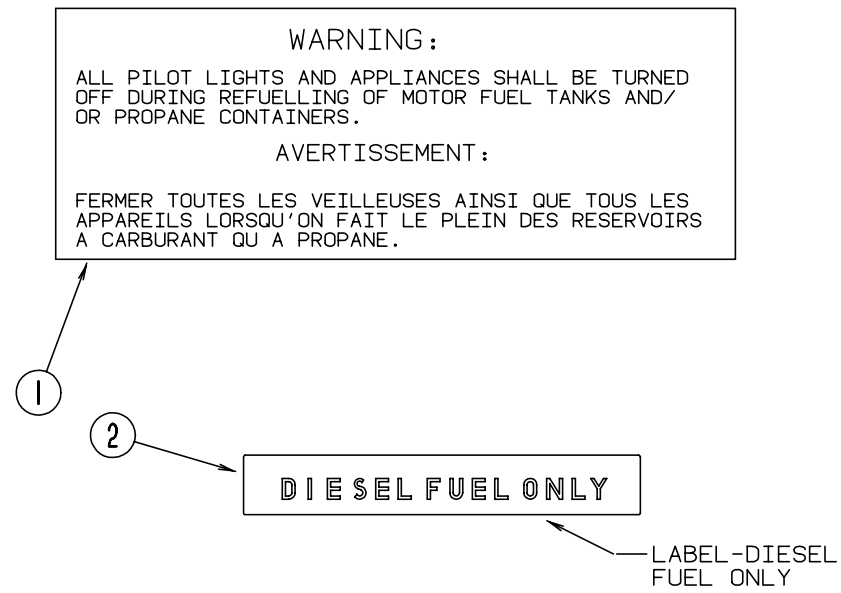 WARNING:
ALL PILOT LIGHTS AND APPLIANCES SHALL BE TURNED
OFF DURING REFUELLING OF MOTOR FUEL TANKS AND/
OR PROPANE CONTAINERS.
AVERTISSEMENT:
FERMER TOUTES LES VEILLEUSES AINSI QUE TOUS LES
APPAREILS LORSQU'ON FAIT LE PLEIN DES RESERVOIRS
A CARBURANT QU A PROPANE.
1
2
DIESEL FUEL ONLY
LABEL-DIESEL
FUEL ONLY